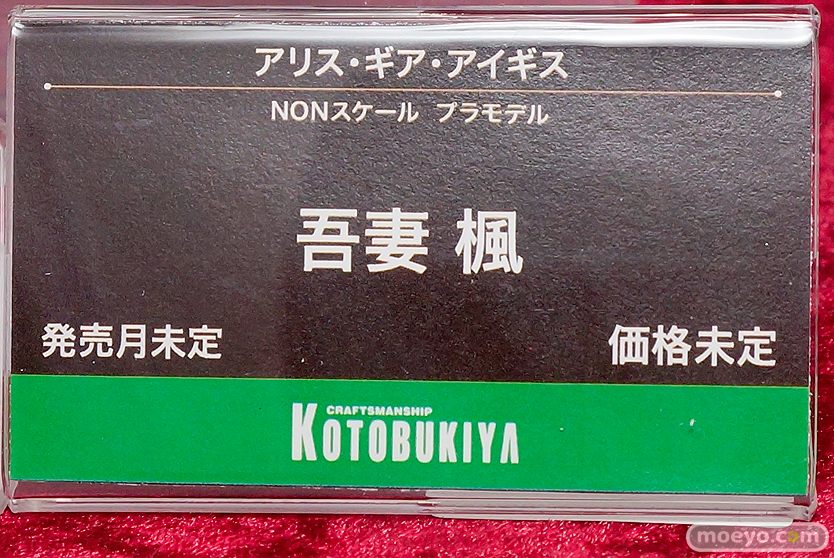 アリス・ギア・アイギス
NONスケール プラモデル
吾妻 楓
発売月未定
価格未定
CRAFTSMANSHIP
KOTOBUKIYA
moeyo.com